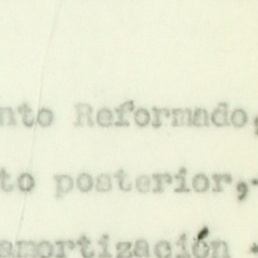 nto Reformado,
to posterior,-
amortización -